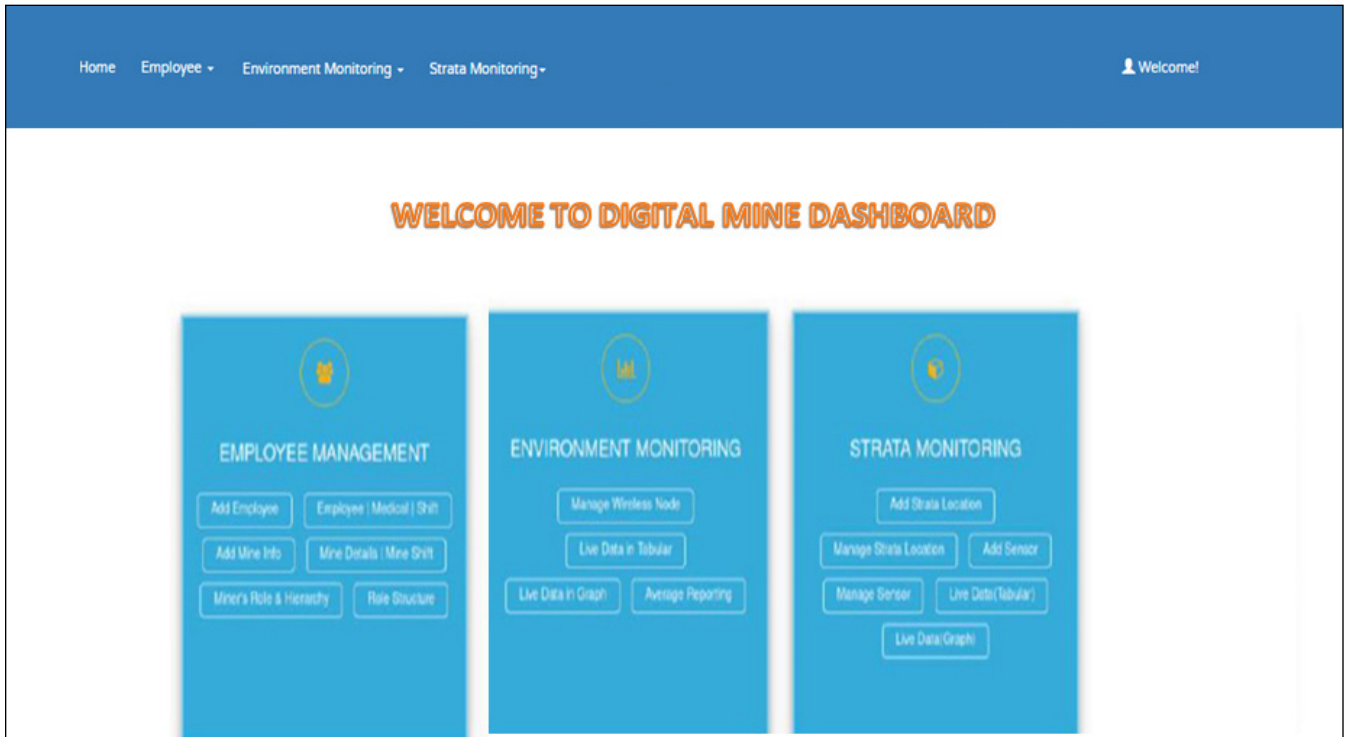 Home Employee Environment Monitoring Strata Monitoring Welcome!
WELCOME TO DIGITAL MINE DASHBOARD
EMPLOYEE MANAGEMENT
Add Employee Employee | Medical | Shift
Add Mine Info Mine Details | Mine Shift
Miner's Role & Hierarchy Role Structure
ENVIRONMENT MONITORING
Manage Wireless Node
Live Data in Tabular
Live Data in Graph Average Reporting
STRATA MONITORING
Add Strata Location
Manage Strata Location Add Sensor
Manage Sensor Live Data(Tabular)
Live Data(Graph)